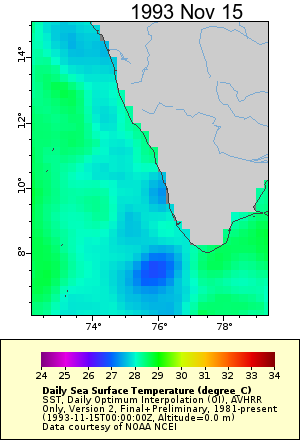 1993 Nov 15
14°
12°
10°
8°
74° 76° 78°
24 25 26 27 28 29 30 31 32 33 34
Daily Sea Surface Temperature (degree_C)
SST, Daily Optimum Interpolation (OI), AVHRR
Only, Version 2, Final+Preliminary, 1981-present
(1993-11-15T00:00:00Z, Altitude=0.0 m)
Data courtesy of NOAA NCEI